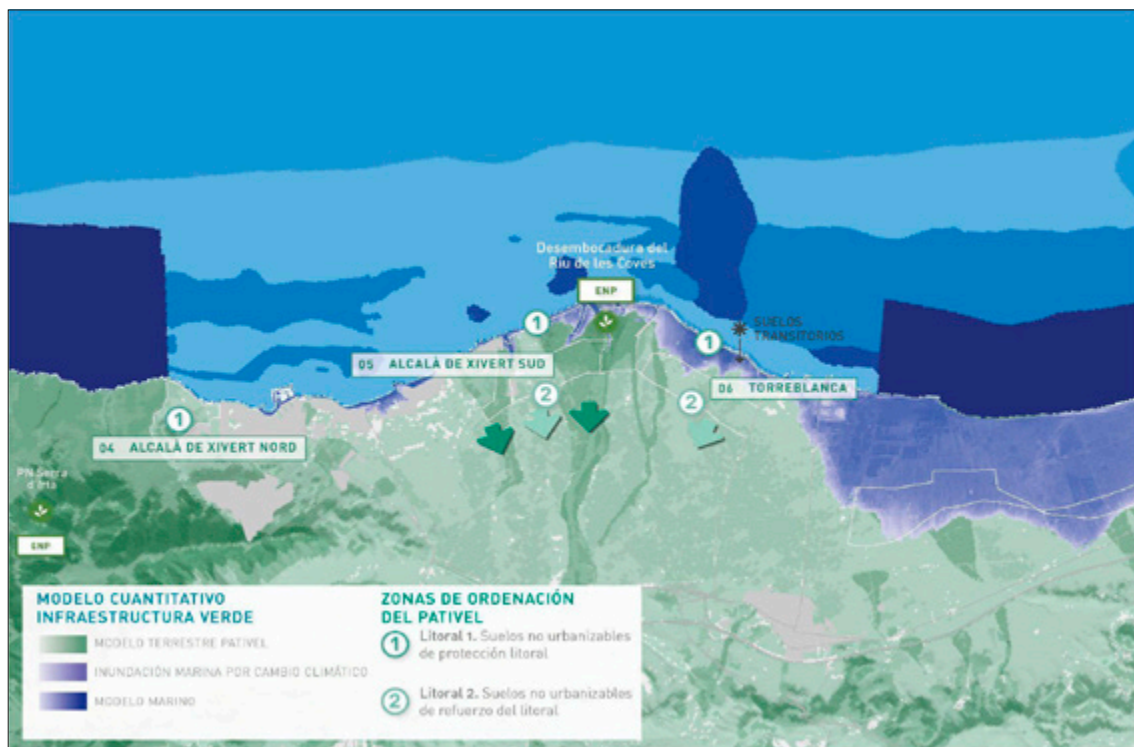 Desembocadura del
Riu de les Coves
ENP
1
1
SUELOS
TRANSITORIOS
05 ALCALÀ DE XIVERT SUD
06 TORREBLANCA
2
2
1
04 ALCALÀ DE XIVERT NORD
PN Serra
d'Irta
ENP
MODELO CUANTITATIVO
INFRAESTRUCTURA VERDE
MODELO TERRESTRE PATIVEL
INUNDACIÓN MARINA POR CAMBIO CLIMÁTICO
MODELO MARINO
ZONAS DE ORDENACIÓN
DEL PATIVEL
1 Litoral 1. Suelos no urbanizables
de protección litoral
2 Litoral 2. Suelos no urbanizables
de refuerzo del litoral